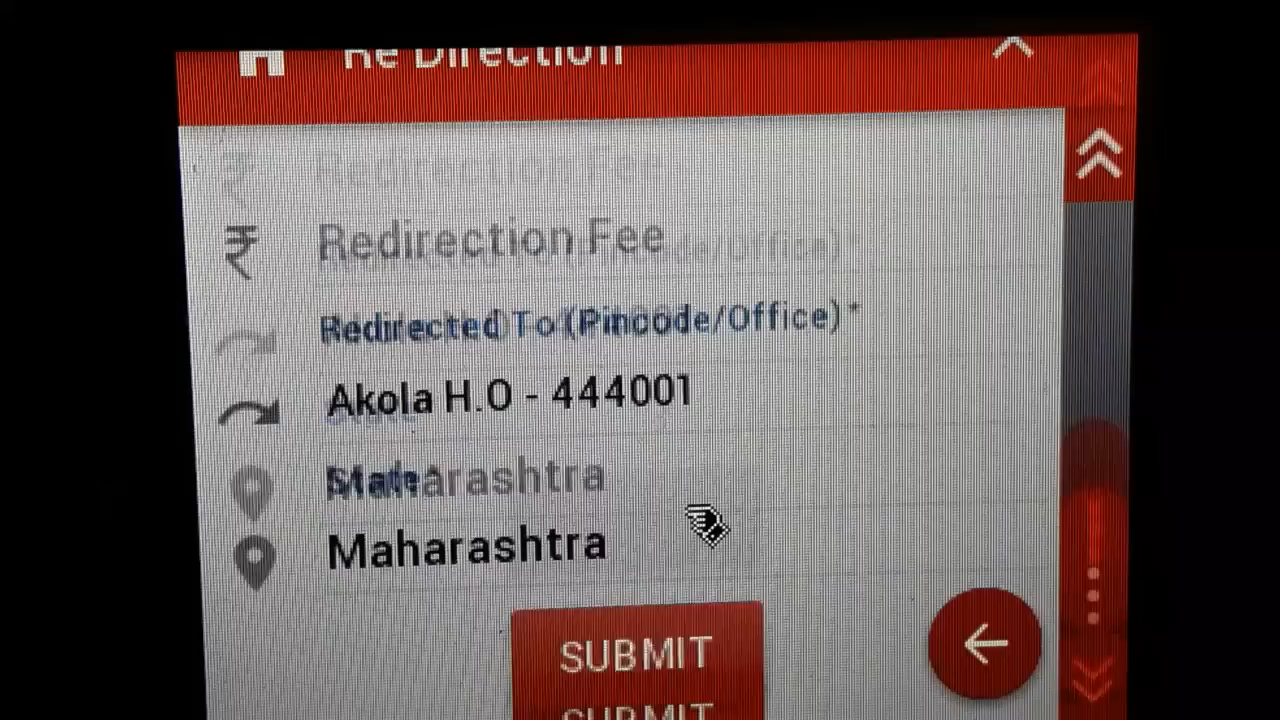 Re Direction
Redirection Fee
Redirected To (Pincode/Office) *
Akola H.O - 444001
State
Maharashtra
SUBMIT